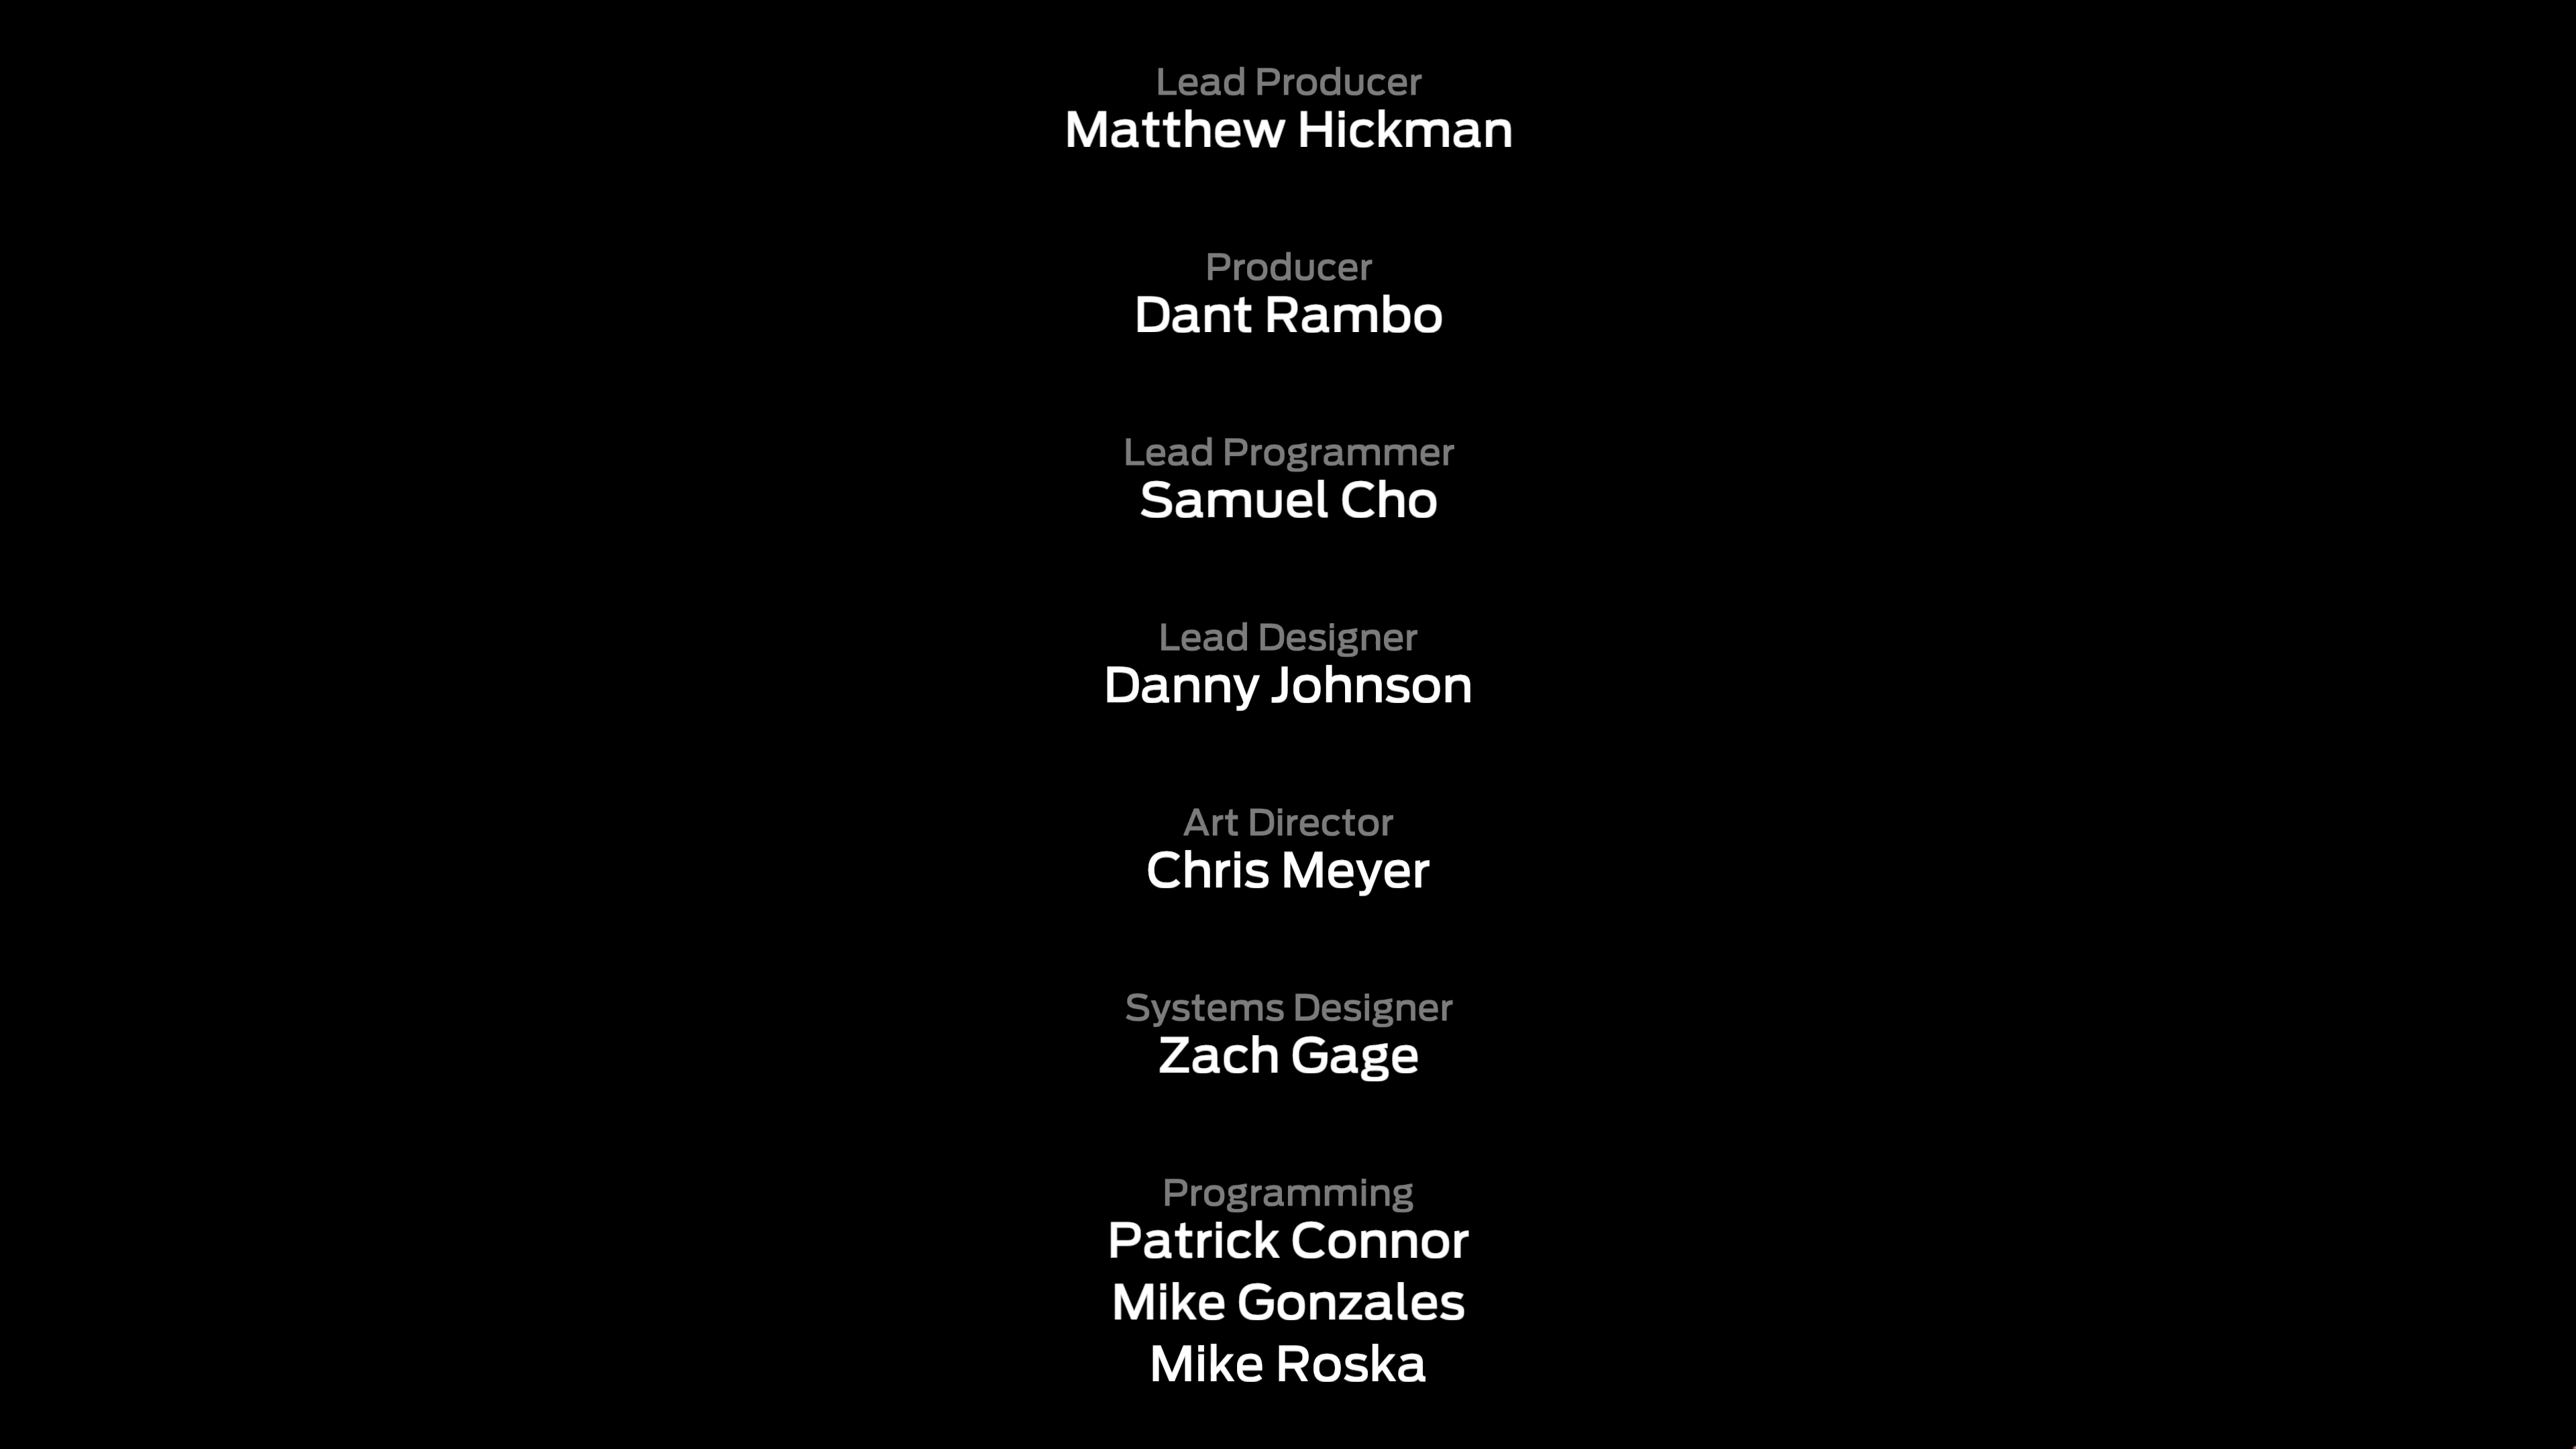 Lead Producer
Matthew Hickman
Producer
Dant Rambo
Lead Programmer
Samuel Cho
Lead Designer
Danny Johnson
Art Director
Chris Meyer
Systems Designer
Zach Gage
Programming
Patrick Connor
Mike Gonzales
Mike Roska